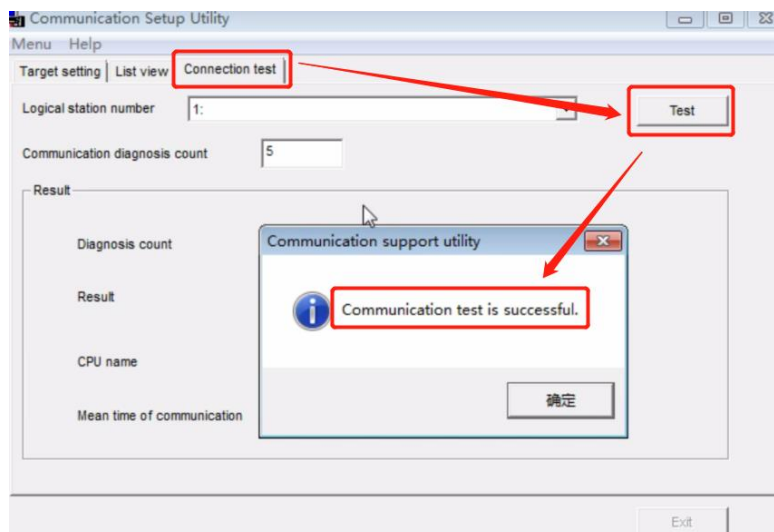 Communication Setup Utility
Menu Help
Target setting List view Connection test
Logical station number 1: Test
Communication diagnosis count 5
Result
Diagnosis count
Communication support utility
Result
Communication test is successful.
CPU name
确定
Mean time of communication
Exit